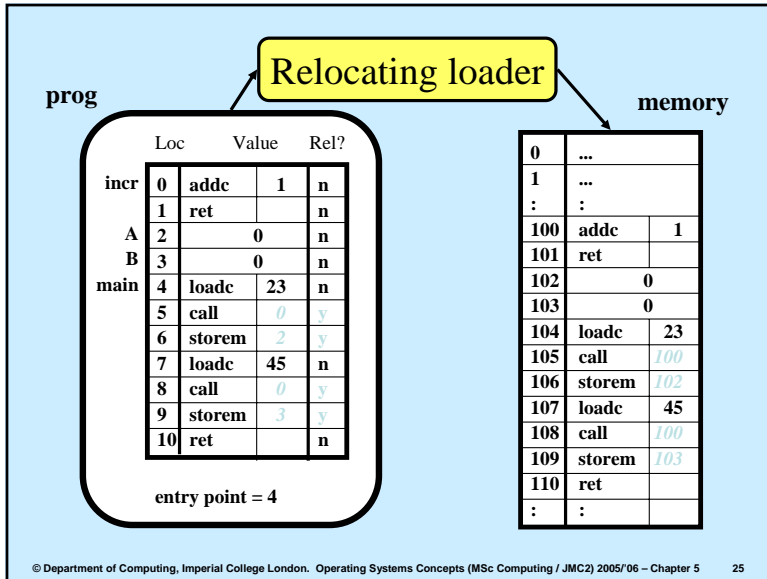 Relocating loader
prog
Loc Value Rel?
incr 0 addc 1 n
1 ret n
A 2 0 n
B 3 0 n
main 4 loadc 23 n
5 call 0 y
6 storem 2 y
7 loadc 45 n
8 call 0 y
9 storem 3 y
10 ret n
entry point = 4
memory
0 ...
1 ...
: :
100 addc 1
101 ret
102 0
103 0
104 loadc 23
105 call 100
106 storem 102
107 loadc 45
108 call 100
109 storem 103
110 ret
: :
© Department of Computing, Imperial College London. Operating Systems Concepts (MSc Computing / JMC2) 2005/'06 – Chapter 5 25